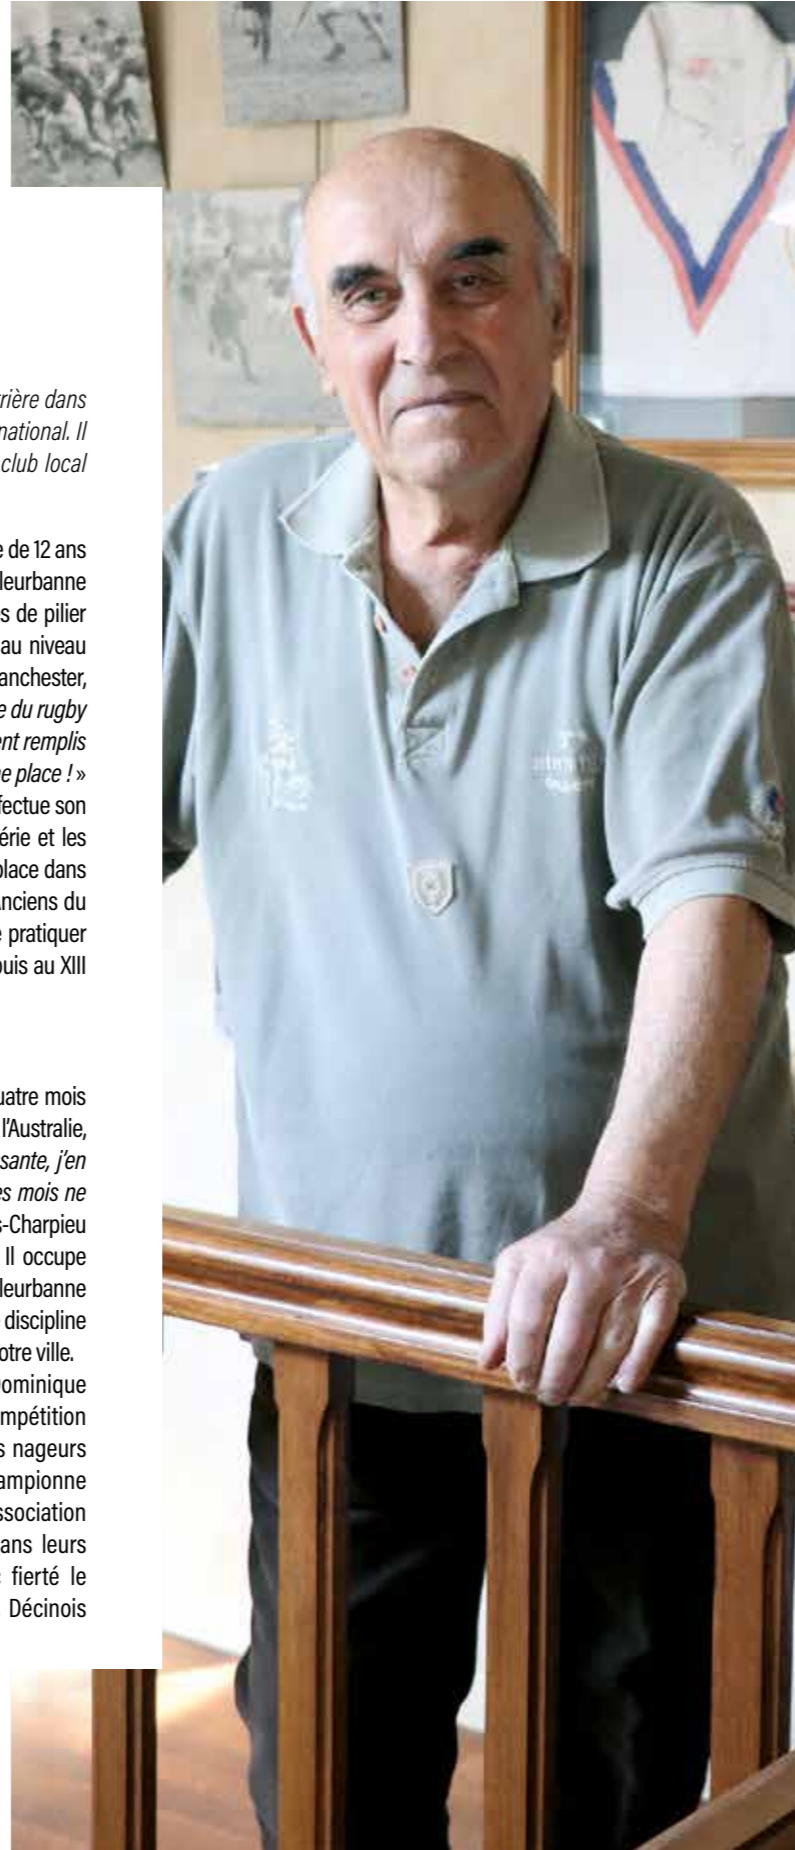 rière dans
national. Il
club local
e de 12 ans
leurbanne
s de pilier
au niveau
anchester,
e du rugby
ent remplis
e place ! »
fectue son
érie et les
place dans
Anciens du
e pratiquer
puis au XIII
uatre mois
l'Australie,
sante, j'en
es mois ne
s-Charpieu
Il occupe
leurbanne
discipline
otre ville.
Dominique
mpétition
s nageurs
ampionne
ssociation
ans leurs
fierté le
Décinois